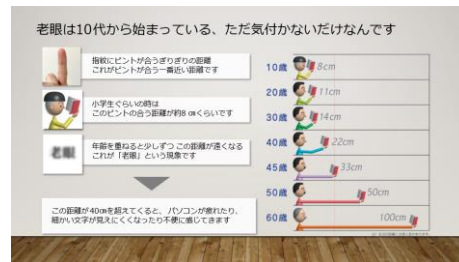 老眼は10代から始まっている、ただ気付かないだけなんです
指紋にピントが合うぎりぎりの距離
これがピントが合う一番近い距離です
小学生ぐらいの時は
このピントの合う距離が約8㎝くらいです
年齢を重ねると少しずつ この距離が遠くなる
これが「老眼」という現象です
老眼
この距離が40㎝を超えてくると、パソコンが疲れたり、
細かい文字が見えにくくなったり不便に感じてきます
10歳 8cm
20歳 11cm
30歳 14cm
40歳 22cm
45歳 33cm
50歳 50cm
60歳 100cm